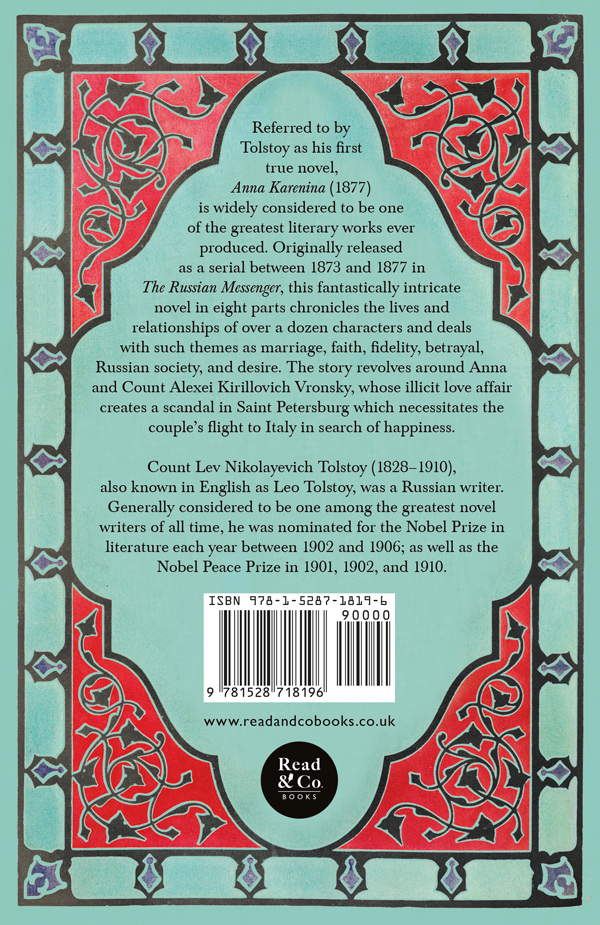 Referred to by
Tolstoy as his first
true novel,
Anna Karenina (1877)
is widely considered to be one
of the greatest literary works ever
produced. Originally released
as a serial between 1873 and 1877 in
The Russian Messenger, this fantastically intricate
novel in eight parts chronicles the lives and
relationships of over a dozen characters and deals
with such themes as marriage, faith, fidelity, betrayal,
Russian society, and desire. The story revolves around Anna
and Count Alexei Kirillovich Vronsky, whose illicit love affair
creates a scandal in Saint Petersburg which necessitates the
couple’s flight to Italy in search of happiness.
Count Lev Nikolayevich Tolstoy (1828–1910),
also known in English as Leo Tolstoy, was a Russian writer.
Generally considered to be one among the greatest novel
writers of all time, he was nominated for the Nobel Prize in
literature each year between 1902 and 1906; as well as the
Nobel Peace Prize in 1901, 1902, and 1910.
ISBN 978-1-5287-1819-6
90000
9 781528 718196
www.readandcobooks.co.uk
Read
& Co.
BOOKS